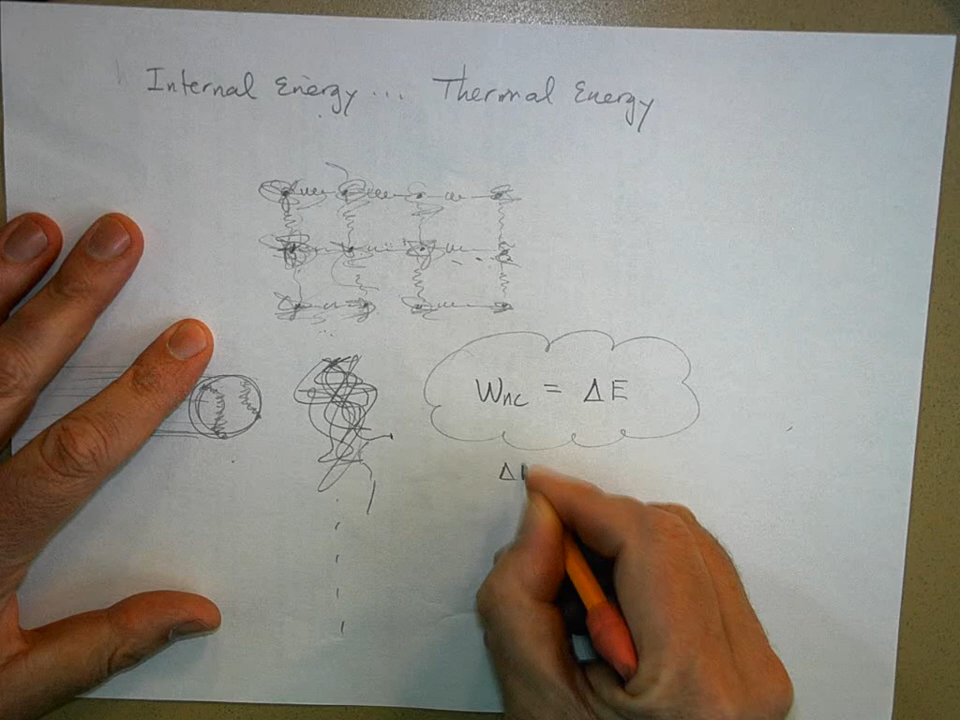 Internal Energy... Thermal Energy
Wnc = ΔE
Δ